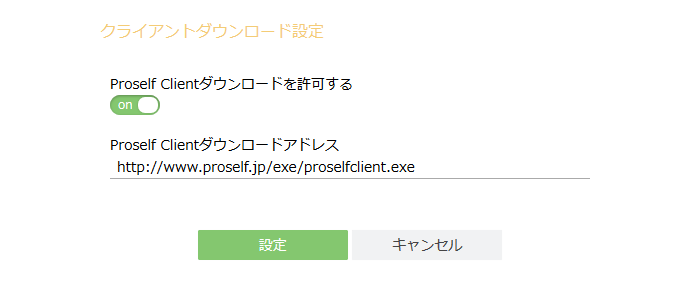 クライアントダウンロード設定
Proself Clientダウンロードを許可する
on
Proself Clientダウンロードアドレス
http://www.proself.jp/exe/proselfclient.exe
設定 キャンセル